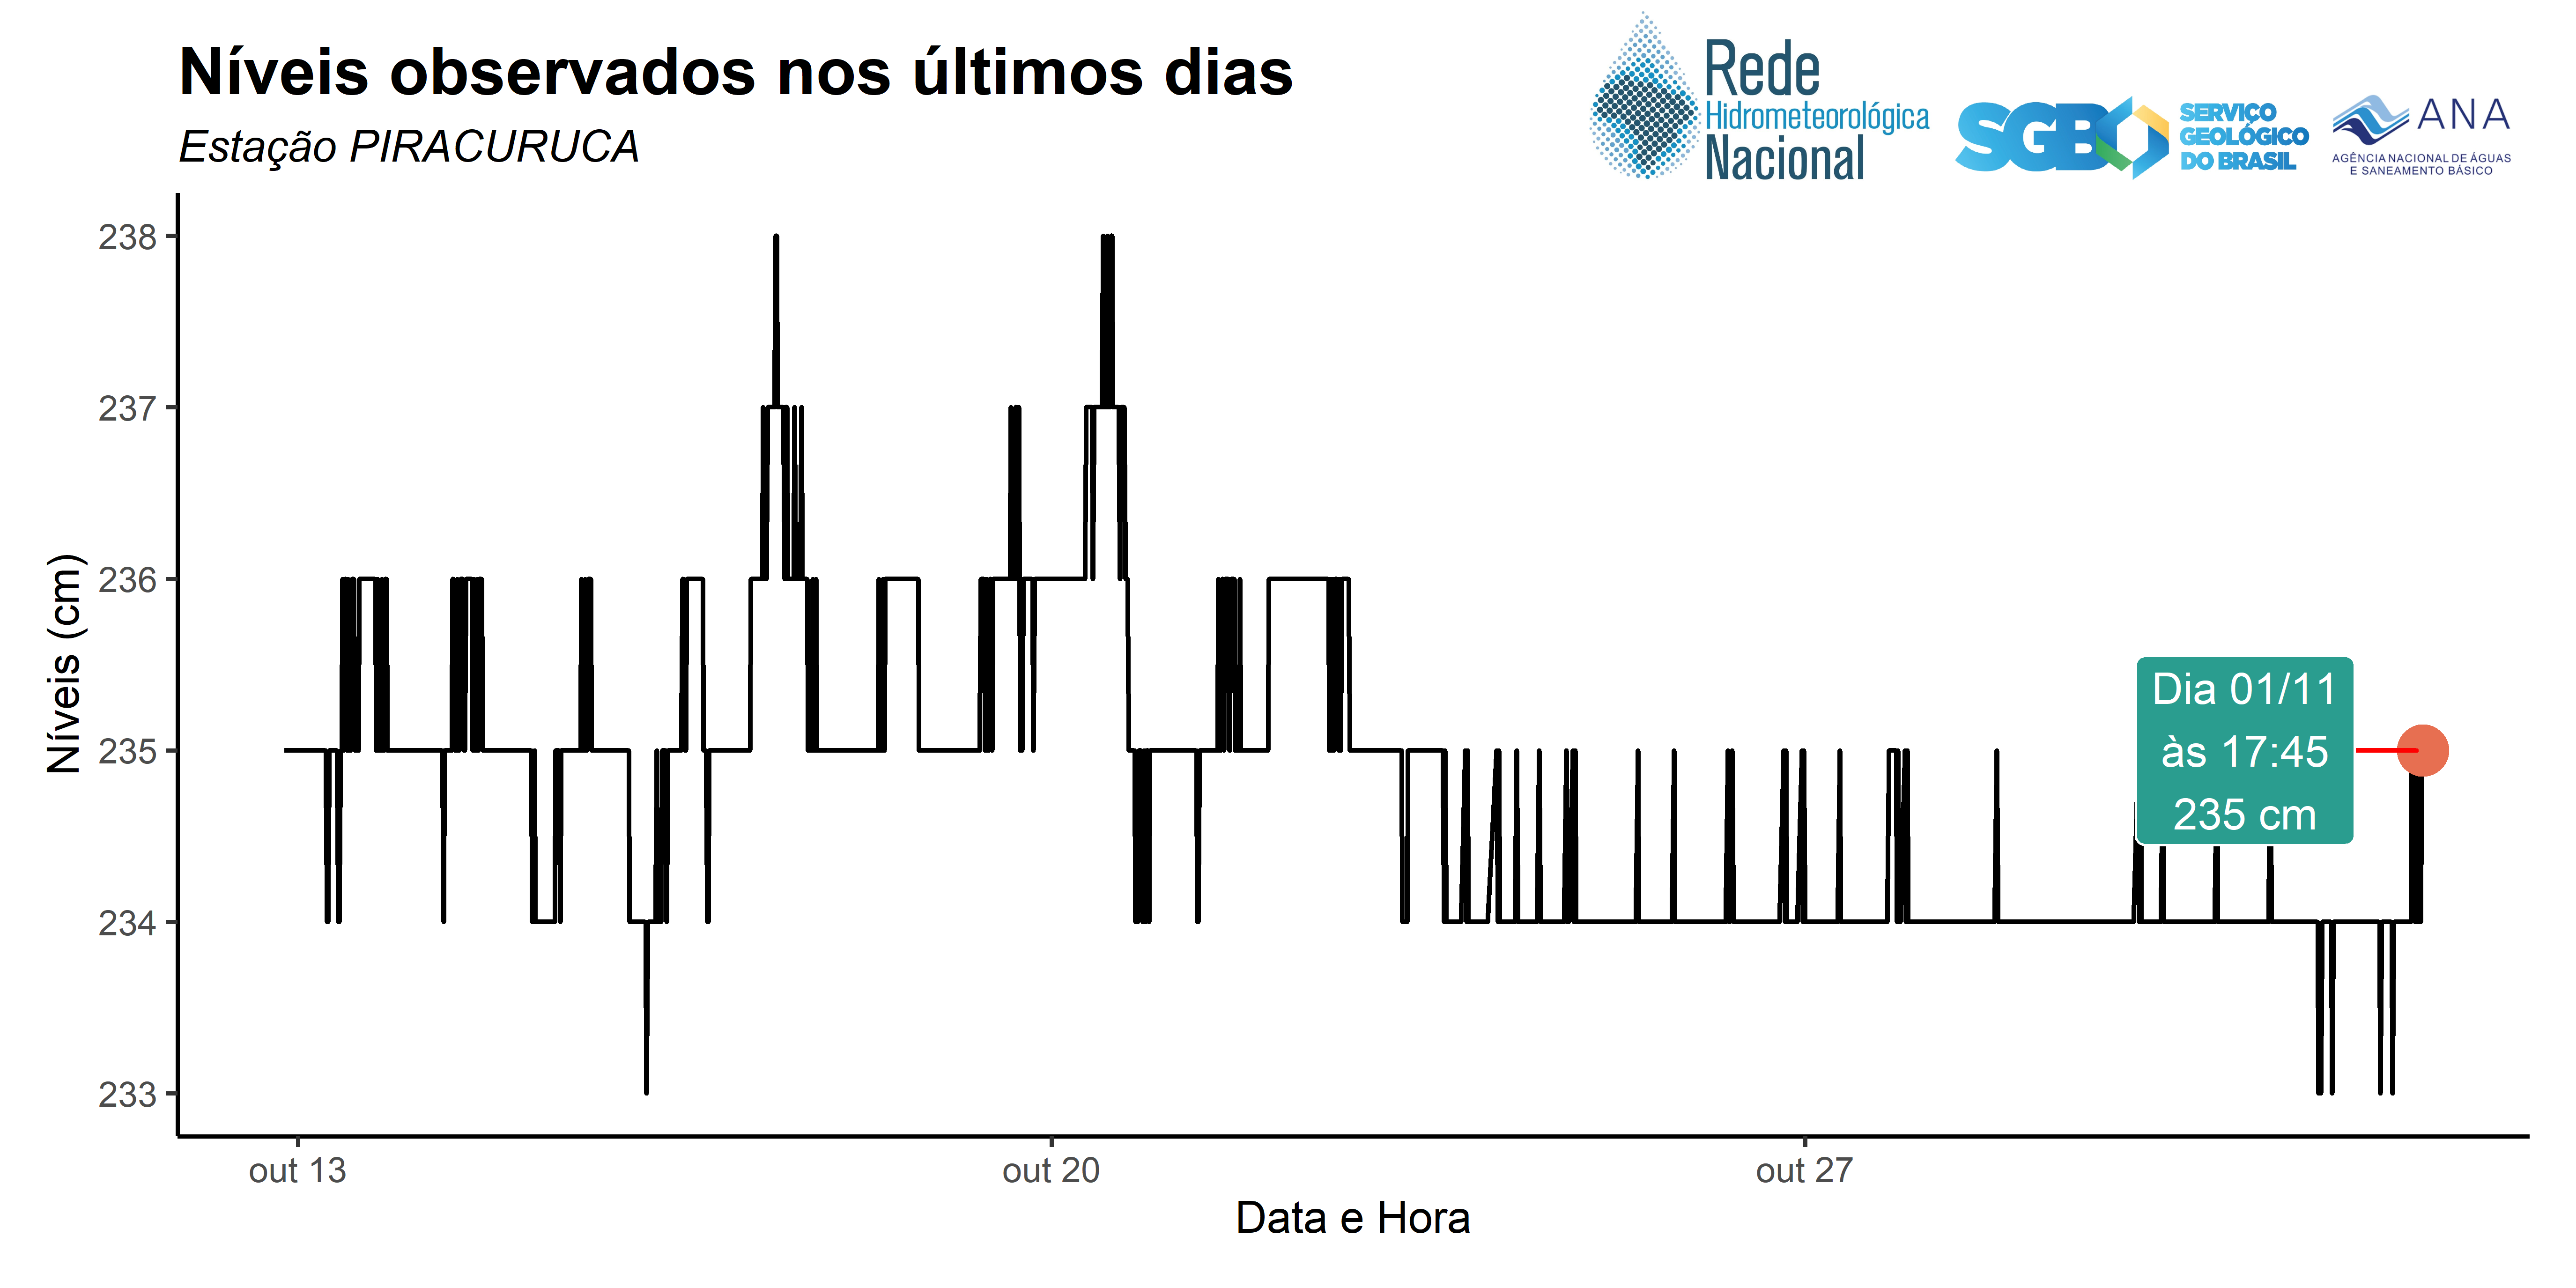 Níveis observados nos últimos dias
Estação PIRACURUCA
Rede
Hidrometeorológica
Nacional
SGB
SERVIÇO
GEOLÓGICO
DO BRASIL
ANA
AGÊNCIA NACIONAL DE ÁGUAS
E SANEAMENTO BÁSICO
Níveis (cm)
238
237
236
235
234
233
Dia 01/11
às 17:45
235 cm
out 13
out 20
out 27
Data e Hora